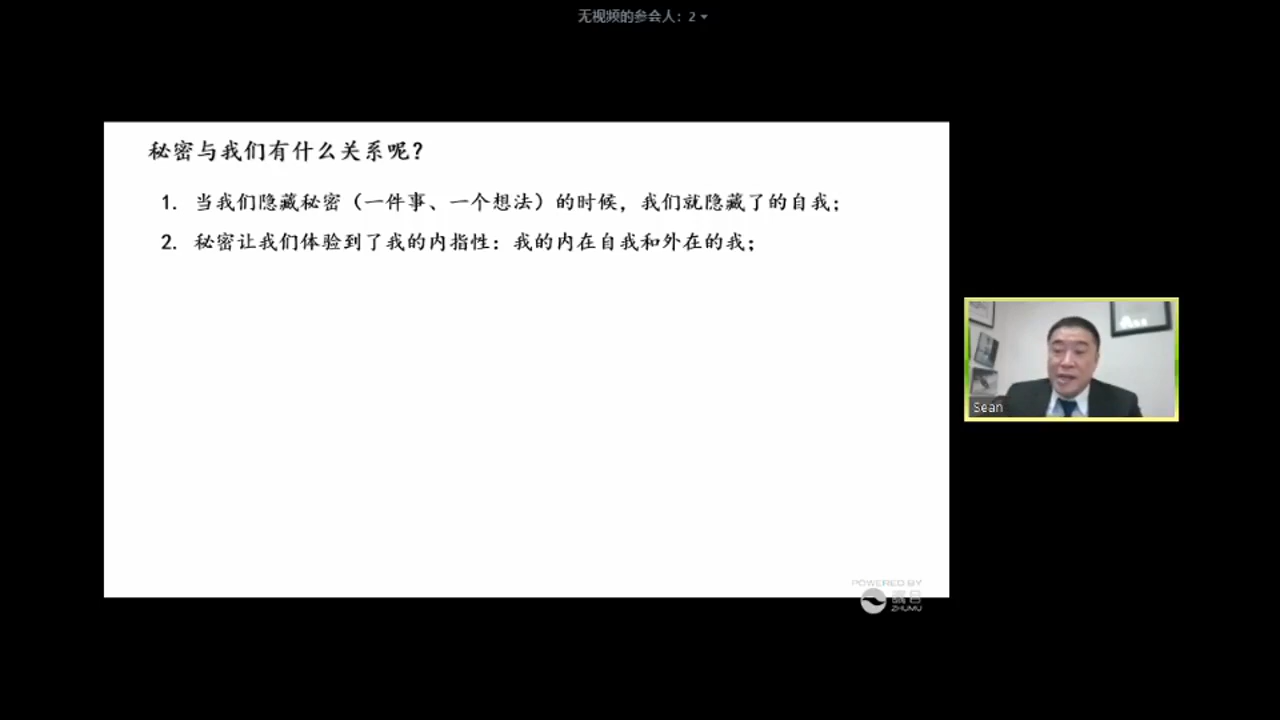 无视频的参会人：2
秘密与我们有什么关系呢？
1. 当我们隐藏秘密（一件事、一个想法）的时候，我们就隐藏了的自我；
2. 秘密让我们体验到了我的内指性：我的内在自我和外在的我；
Sean
POWERED BY
瞩目
ZHUMU